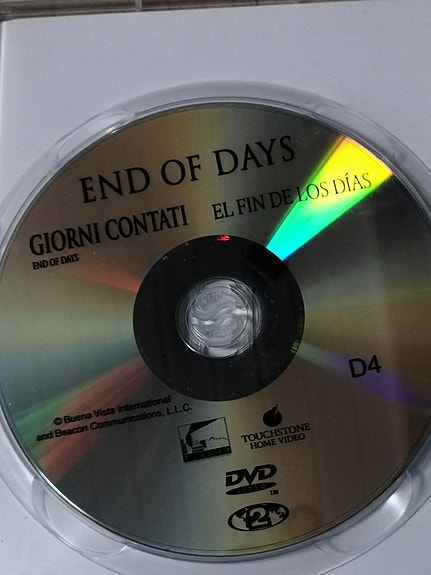 END OF DAYS
GIORNI CONTATI
END OF DAYS
EL FIN DE LOS DÍAS
D4
© Buena Vista International
and Beacon Communications, L.L.C.
TOUCHSTONE
HOME VIDEO
DVD
VIDEO
TM
2